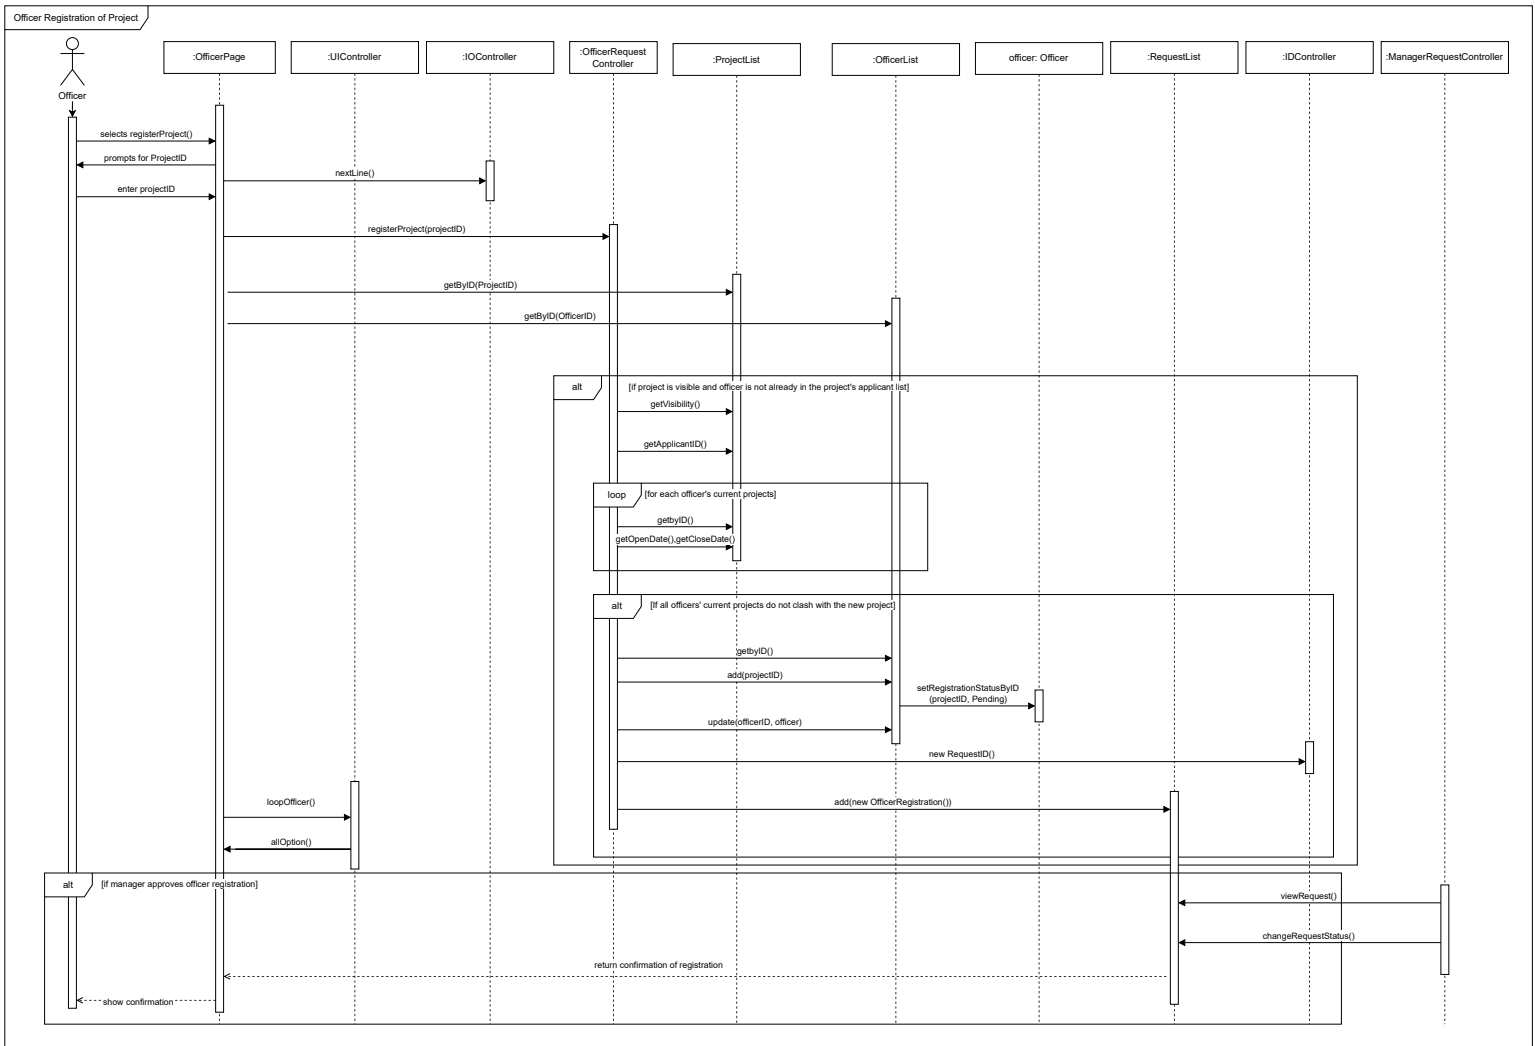 Officer Registration of Project
Officer
:OfficerPage
:UIController
:IOController
:OfficerRequest
Controller
:ProjectList
:OfficerList
officer: Officer
:RequestList
:IDController
:ManagerRequestController
selects registerProject()
prompts for ProjectID
nextLine()
enter projectID
registerProject(projectID)
getByID(ProjectID)
getByID(OfficerID)
alt
[if project is visible and officer is not already in the project's applicant list]
getVisibility()
getApplicantID()
loop
[for each officer's current projects]
getbyID()
getOpenDate(),getCloseDate()
alt
[If all officers' current projects do not clash with the new project]
getbyID()
add(projectID)
setRegistrationStatusByID
(projectID, Pending)
update(officerID, officer)
new RequestID()
loopOfficer()
add(new OfficerRegistration())
allOption()
alt
[if manager approves officer registration]
viewRequest()
changeRequestStatus()
return confirmation of registration
show confirmation